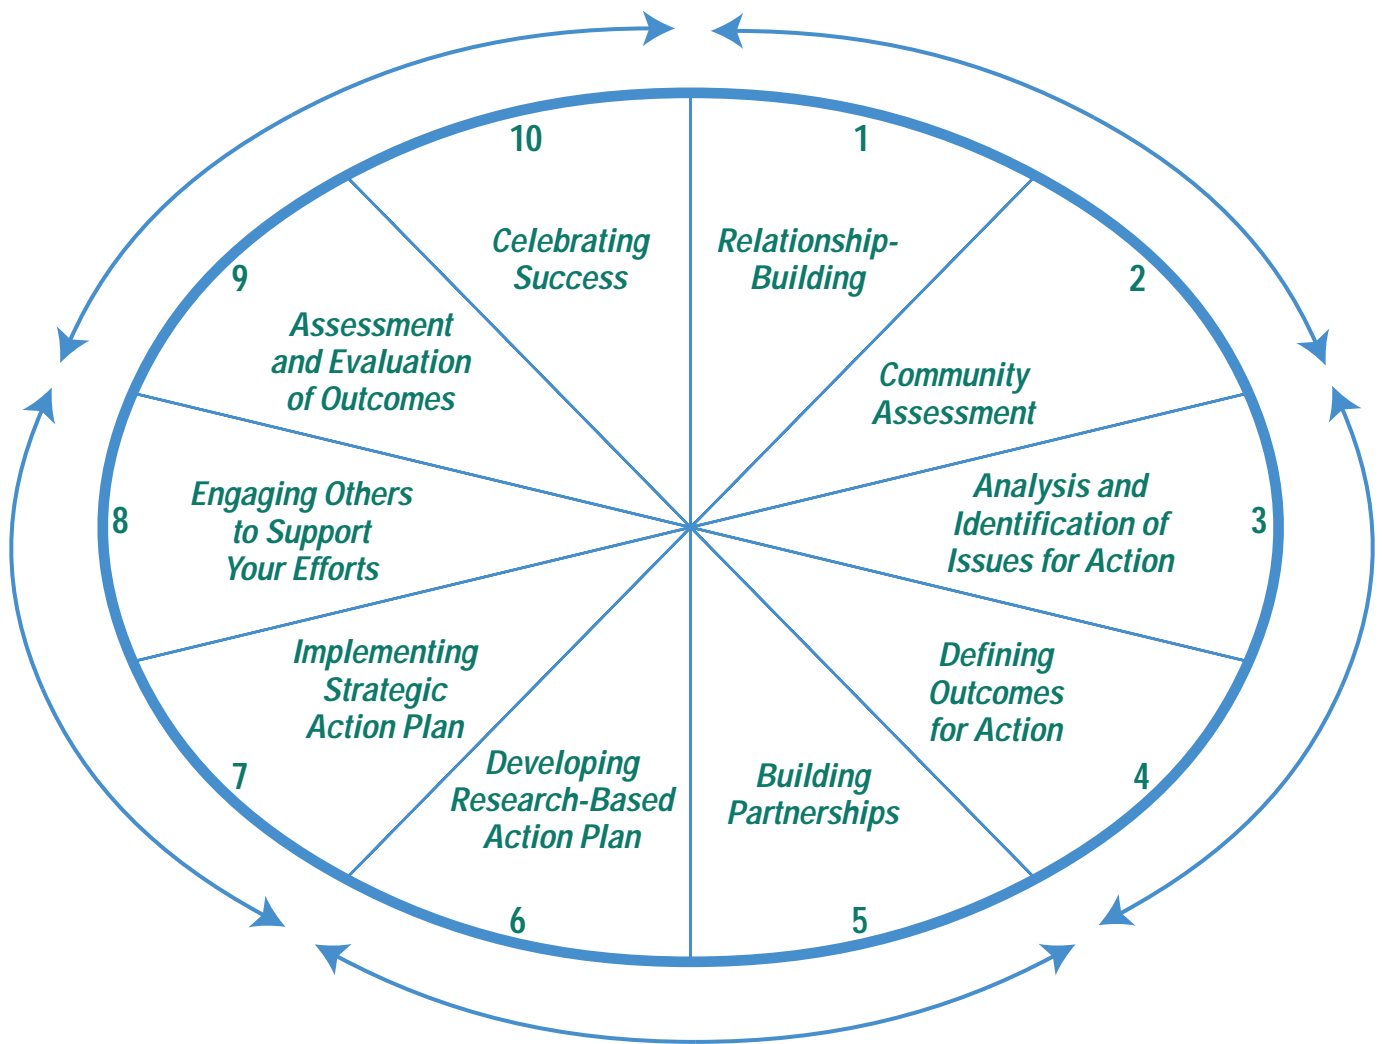 1
Relationship-
Building
2
Community
Assessment
3
Analysis and
Identification of
Issues for Action
4
Defining
Outcomes
for Action
5
Building
Partnerships
6
Developing
Research-Based
Action Plan
7
Implementing
Strategic
Action Plan
8
Engaging Others
to Support
Your Efforts
9
Assessment
and Evaluation
of Outcomes
10
Celebrating
Success